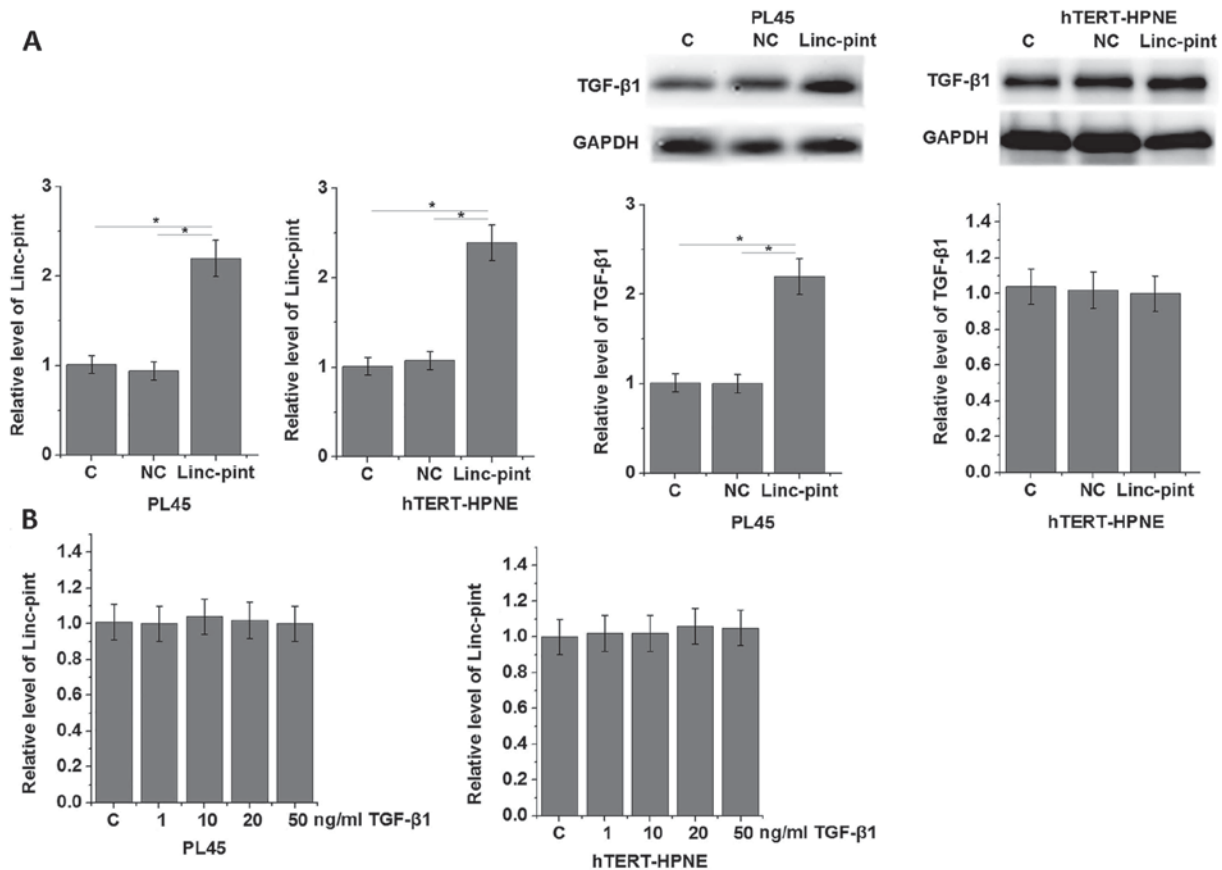 A
PL45
C NC Linc-pint
TGF-β1
GAPDH
hTERT-HPNE
C NC Linc-pint
TGF-β1
GAPDH
Relative level of Linc-pint
3
2
1
0
* *
C NC Linc-pint
PL45
Relative level of Linc-pint
3
2
1
0
* *
C NC Linc-pint
hTERT-HPNE
Relative level of TGF-β1
3
2
1
0
* *
C NC Linc-pint
PL45
Relative level of TGF-β1
1.4
1.2
1.0
0.8
0.6
0.4
0.2
0.0
C NC Linc-pint
hTERT-HPNE
B
Relative level of Linc-pint
1.4
1.2
1.0
0.8
0.6
0.4
0.2
0.0
C 1 10 20 50 ng/ml TGF-β1
PL45
Relative level of Linc-pint
1.4
1.2
1.0
0.8
0.6
0.4
0.2
0.0
C 1 10 20 50 ng/ml TGF-β1
hTERT-HPNE